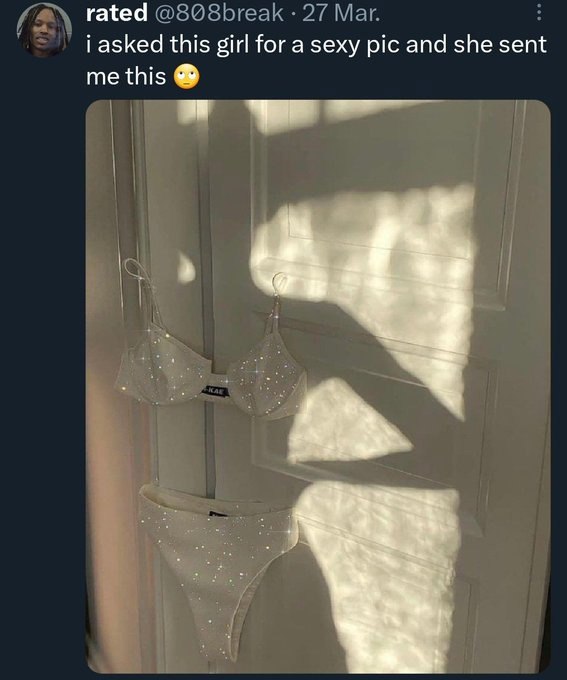 rated @808break · 27 Mar.
i asked this girl for a sexy pic and she sent
me this 🙄